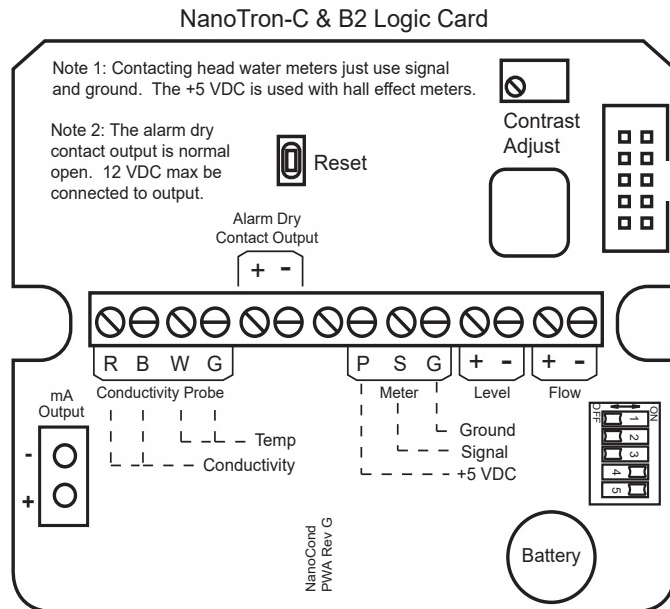 NanoTron-C & B2 Logic Card
Note 1: Contacting head water meters just use signal
and ground. The +5 VDC is used with hall effect meters.
Note 2: The alarm dry
contact output is normal
open. 12 VDC max be
connected to output.
Reset
Contrast
Adjust
Alarm Dry
Contact Output
+ -
R B W G
P S G
+ -
+ -
Conductivity Probe
Meter
Level
Flow
mA
Output
-
+
Temp
Conductivity
Ground
Signal
+5 VDC
OFF
ON
1
2
3
4
5
NanoCond
PWA Rev G
Battery